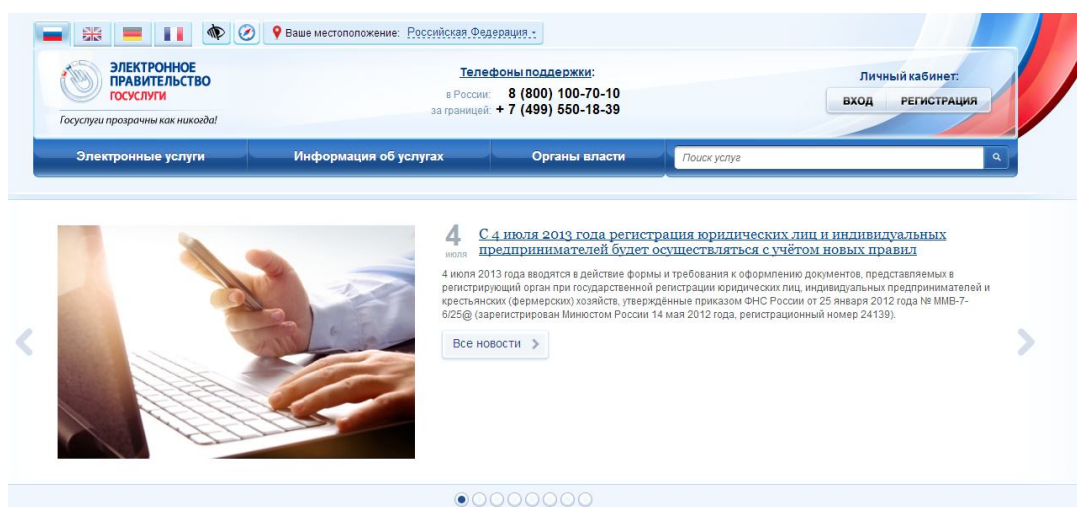 Ваше местоположение: Российская Федерация
ЭЛЕКТРОННОЕ
ПРАВИТЕЛЬСТВО
ГОСУСЛУГИ
Госуслуги прозрачны как никогда!
Телефоны поддержки:
в России: 8 (800) 100-70-10
за границей: + 7 (499) 550-18-39
Личный кабинет:
ВХОД РЕГИСТРАЦИЯ
Электронные услуги Информация об услугах Органы власти Поиск услуг
4
июля
С 4 июля 2013 года регистрация юридических лиц и индивидуальных
предпринимателей будет осуществляться с учётом новых правил
4 июля 2013 года вводятся в действие формы и требования к оформлению документов, представляемых в
регистрирующий орган при государственной регистрации юридических лиц, индивидуальных предпринимателей и
крестьянских (фермерских) хозяйств, утверждённые приказом ФНС России от 25 января 2012 года № ММВ-7-
6/25@ (зарегистрирован Минюстом России 14 мая 2012 года, регистрационный номер 24139).
Все новости